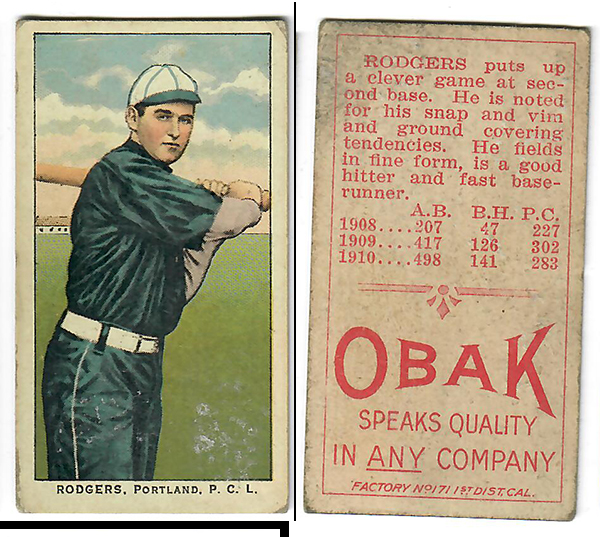 RODGERS, PORTLAND, P. C. L.
RODGERS puts up
a clever game at sec-
ond base. He is noted
for his snap and vim
and ground covering
tendencies. He fields
in fine form, is a good
hitter and fast base-
runner.
A.B. B.H. P.C.
1908....207 47 227
1909....417 126 302
1910....498 141 283
OBAK
SPEAKS QUALITY
IN ANY COMPANY
FACTORY NO 171 1ST DIST. CAL.